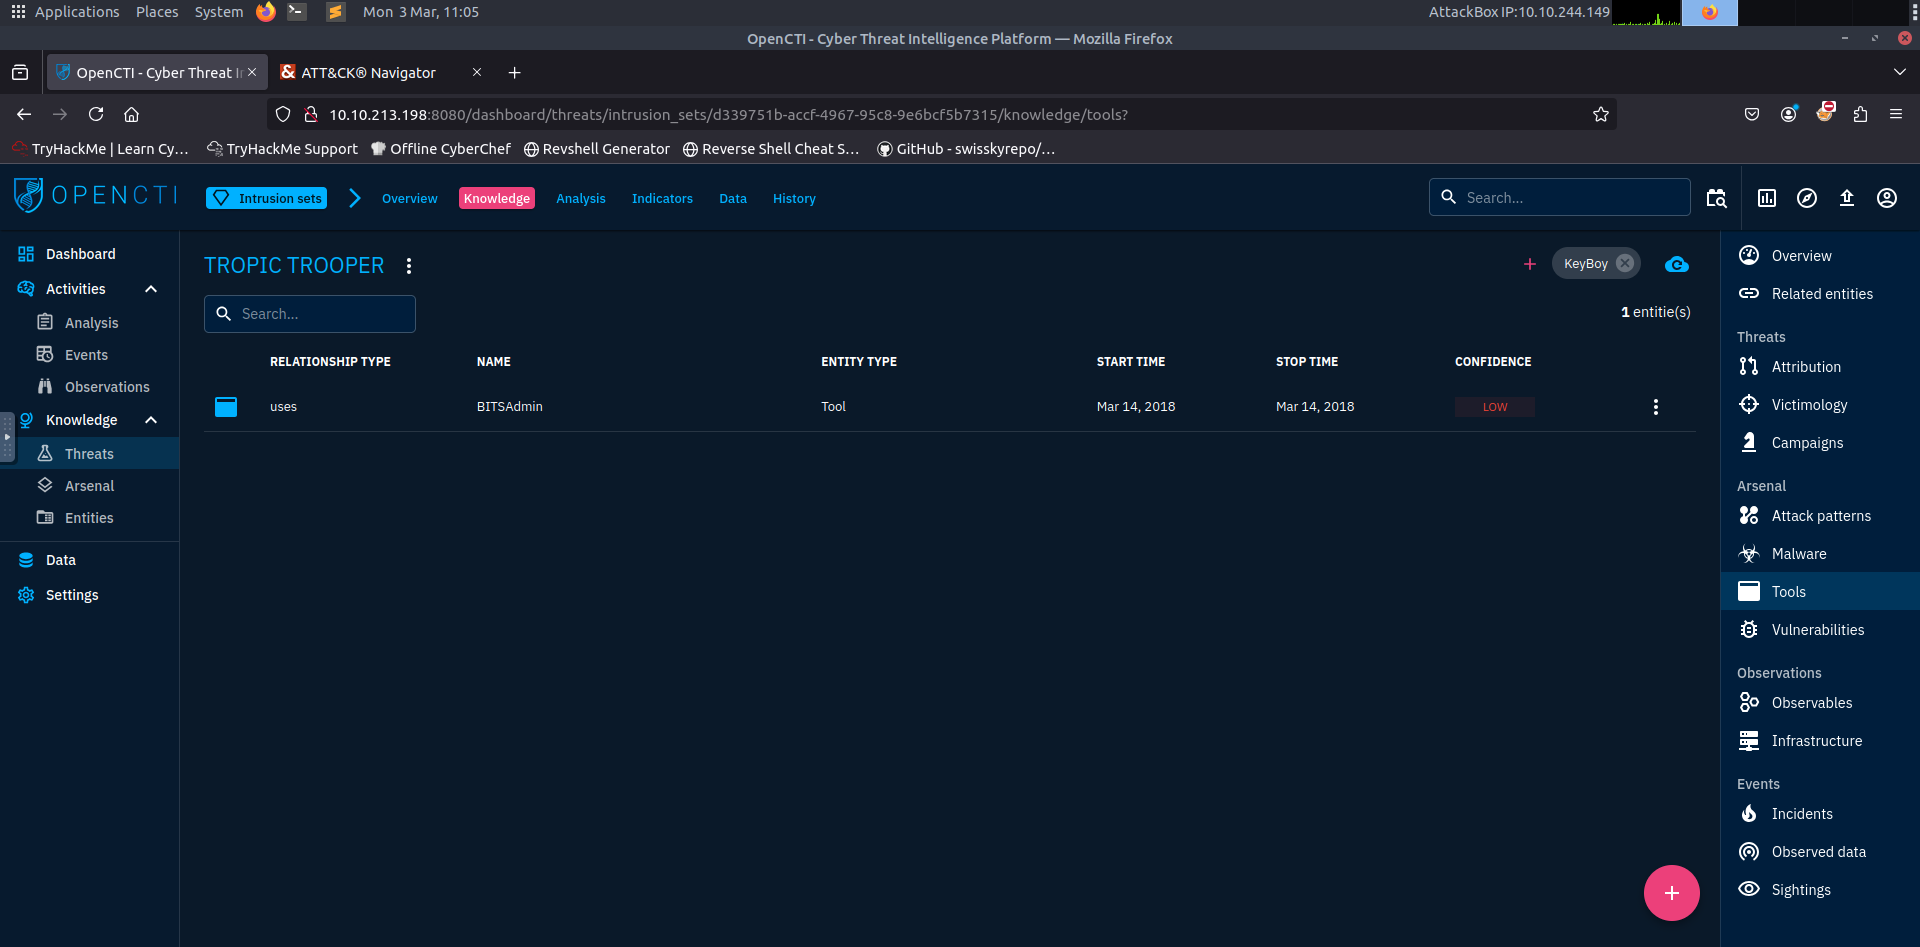 Applications Places System Mon 3 Mar, 11:05 AttackBox IP:10.10.244.149
OpenCTI - Cyber Threat Intelligence Platform — Mozilla Firefox
OpenCTI - Cyber Threat I ATT&CK® Navigator
10.10.213.198:8080/dashboard/threats/intrusion_sets/d339751b-accf-4967-95c8-9e6bcf5b7315/knowledge/tools?
TryHackMe | Learn Cy… TryHackMe Support Offline CyberChef Revshell Generator Reverse Shell Cheat S… GitHub - swisskyrepo/…
OPENCTI Intrusion sets Overview Knowledge Analysis Indicators Data History Search...
Dashboard
Activities
Analysis
Events
Observations
Knowledge
Threats
Arsenal
Entities
Data
Settings
TROPIC TROOPER KeyBoy
Search... 1 entitie(s)
RELATIONSHIP TYPE NAME ENTITY TYPE START TIME STOP TIME CONFIDENCE
uses BITSAdmin Tool Mar 14, 2018 Mar 14, 2018 LOW
Overview
Related entities
Threats
Attribution
Victimology
Campaigns
Arsenal
Attack patterns
Malware
Tools
Vulnerabilities
Observations
Observables
Infrastructure
Events
Incidents
Observed data
Sightings